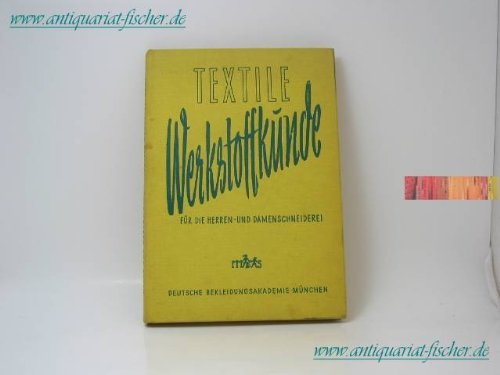 www.antiquariat-fischer.de
TEXTILE
Werkstoffkunde
FÜR DIE HERREN-UND DAMENSCHNEIDEREI
DEUTSCHE BEKLEIDUNGSAKADEMIE·MÜNCHEN
www.antiquariat-fischer.de